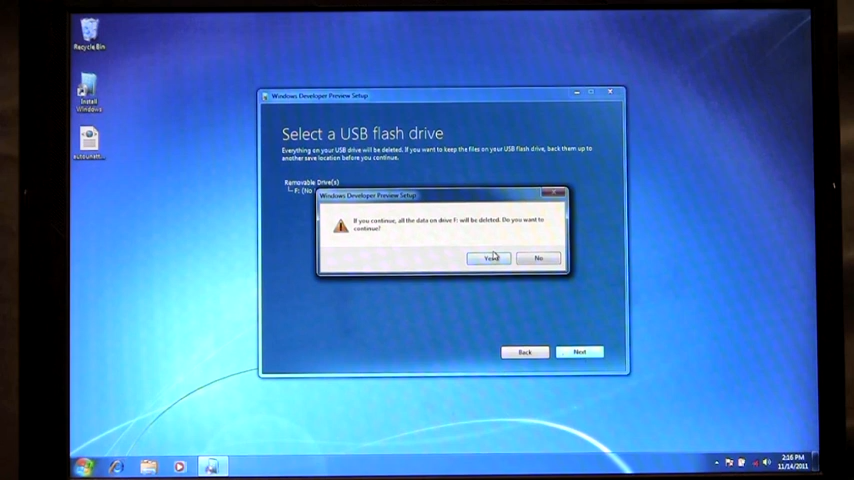 Recycle Bin
Install
Windows
autoUnatt...
Windows Developer Preview Setup
Select a USB flash drive
Everything on your USB drive will be deleted. If you want to keep the files on your USB flash drive, back them up to
another save location before you continue.
Removable Drive(s)
F: (No
Windows Developer Preview Setup
If you continue, all the data on drive F: will be deleted. Do you want to
continue?
Yes
No
Back
Next
2:16 PM
11/14/2011